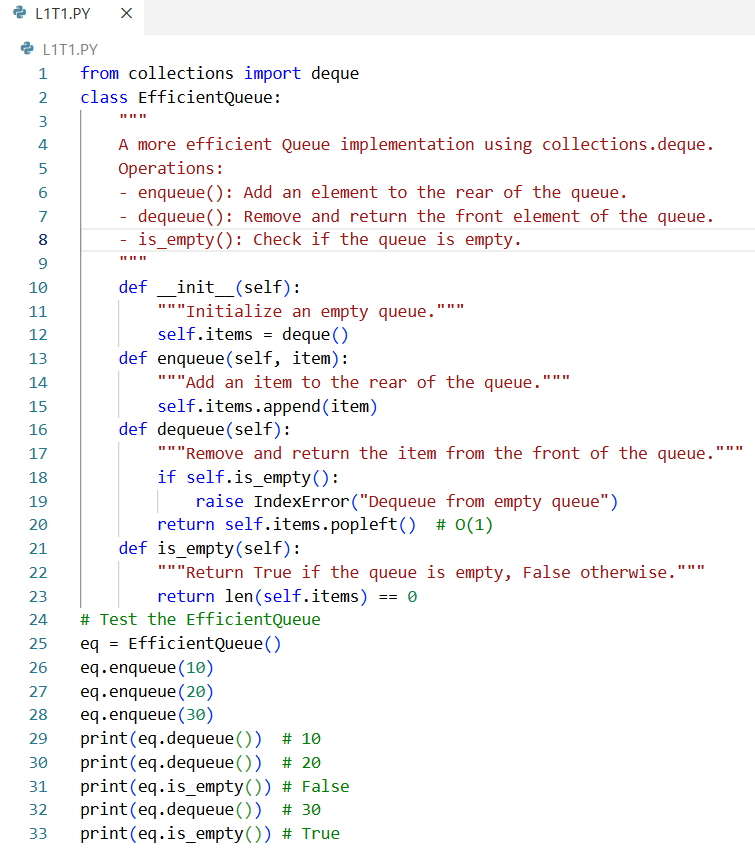 L1T1.PY ×
L1T1.PY
1 from collections import deque
2 class EfficientQueue:
3     """
4     A more efficient Queue implementation using collections.deque.
5     Operations:
6     - enqueue(): Add an element to the rear of the queue.
7     - dequeue(): Remove and return the front element of the queue.
8     - is_empty(): Check if the queue is empty.
9     """
10     def __init__(self):
11         """Initialize an empty queue."""
12         self.items = deque()
13     def enqueue(self, item):
14         """Add an item to the rear of the queue."""
15         self.items.append(item)
16     def dequeue(self):
17         """Remove and return the item from the front of the queue."""
18         if self.is_empty():
19             raise IndexError("Dequeue from empty queue")
20         return self.items.popleft()  # O(1)
21     def is_empty(self):
22         """Return True if the queue is empty, False otherwise."""
23         return len(self.items) == 0
24 # Test the EfficientQueue
25 eq = EfficientQueue()
26 eq.enqueue(10)
27 eq.enqueue(20)
28 eq.enqueue(30)
29 print(eq.dequeue())  # 10
30 print(eq.dequeue())  # 20
31 print(eq.is_empty()) # False
32 print(eq.dequeue())  # 30
33 print(eq.is_empty()) # True